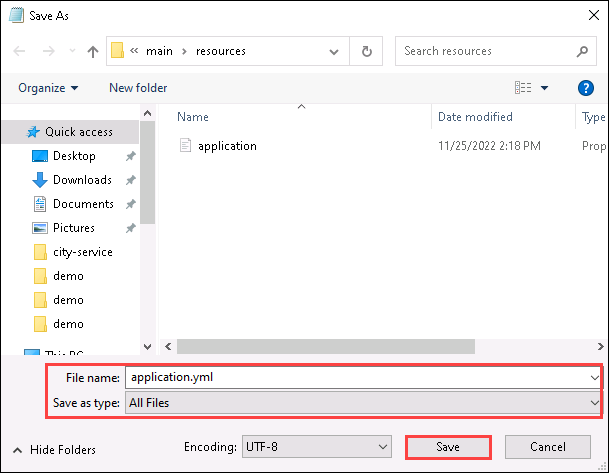 Save As
« main › resources
Search resources
Organize New folder
Name Date modified Type
application 11/25/2022 2:18 PM Prop
Quick access
Desktop
Downloads
Documents
Pictures
city-service
demo
demo
demo
This PC
File name: application.yml
Save as type: All Files
Hide Folders Encoding: UTF-8 Save Cancel